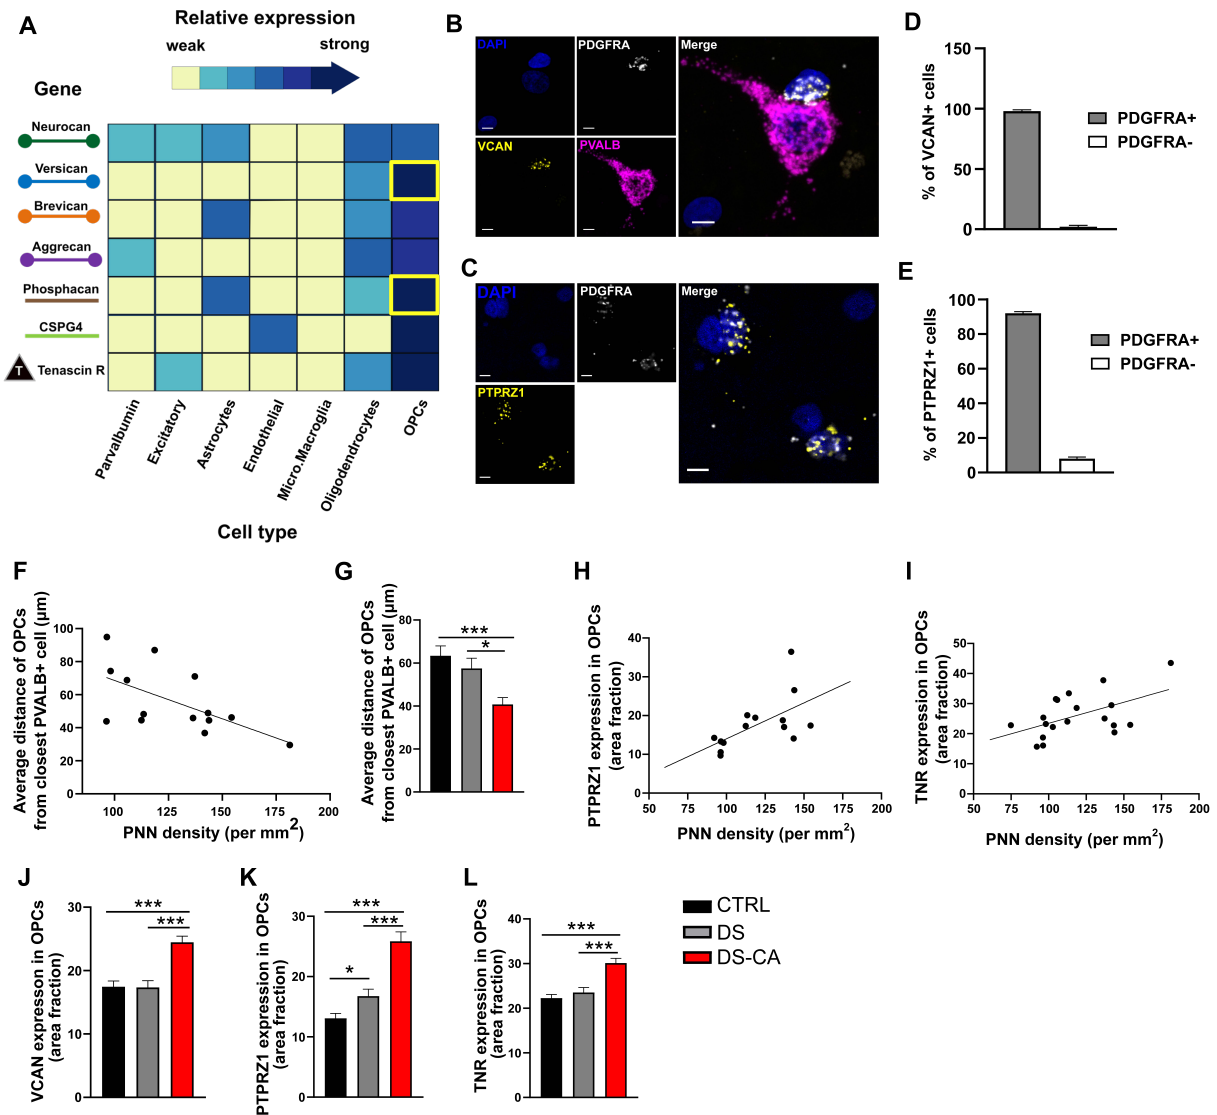 A
Relative expression
weak
strong
Gene
Neurocan
Versican
Brevican
Aggrecan
Phosphacan
CSPG4
T
Tenascin R
Parvalbumin
Excitatory
Astrocytes
Endothelial
Micro.Macroglia
Oligodendrocytes
OPCs
Cell type
B
DAPI
PDGFRA
Merge
VCAN
PVALB
C
DAPI
PDGFRA
Merge
PTPRZ1
D
% of VCAN+ cells
150
100
50
0
PDGFRA+
PDGFRA-
E
% of PTPRZ1+ cells
100
80
60
40
20
0
PDGFRA+
PDGFRA-
F
Average distance of OPCs
from closest PVALB+ cell (µm)
100
80
60
40
20
0
100
125
150
175
200
PNN density (per mm2)
G
Average distance of OPCs
from closest PVALB+ cell (µm)
80
60
40
20
0
***
*
H
PTPRZ1 expression in OPCs
(area fraction)
40
30
20
10
0
50
75
100
125
150
175
200
PNN density (per mm2)
I
TNR expression in OPCs
(area fraction)
50
40
30
20
10
0
50
75
100
125
150
175
200
PNN density (per mm2)
J
VCAN expresson in OPCs
(area fraction)
30
20
10
0
***
***
K
PTPRZ1 expression in OPCs
(area fraction)
30
20
10
0
***
***
*
L
TNR expression in OPCs
(area fraction)
40
30
20
10
0
***
***
CTRL
DS
DS-CA